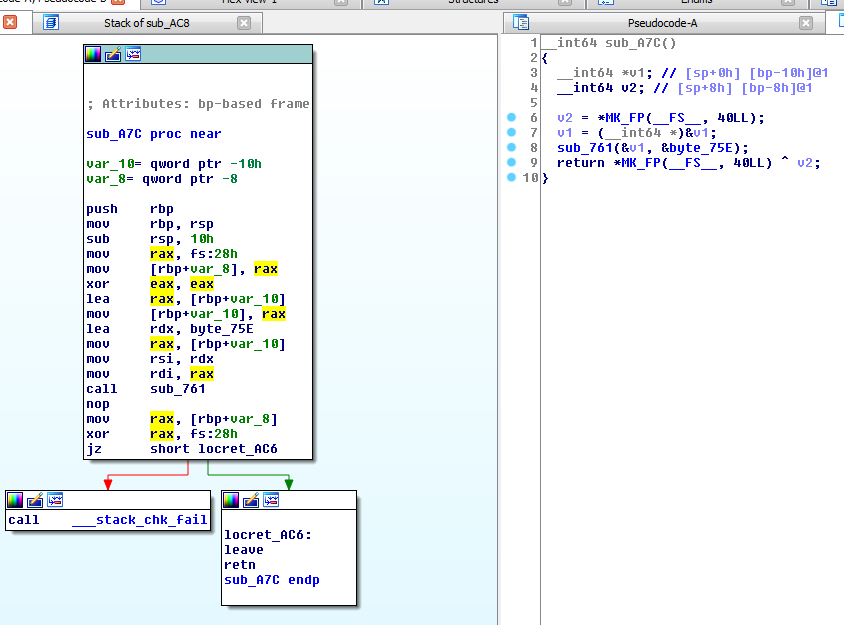 Stack of sub_AC8
Structures
Enums
Pseudocode-A
; Attributes: bp-based frame
sub_A7C proc near
var_10= qword ptr -10h
var_8= qword ptr -8
push rbp
mov rbp, rsp
sub rsp, 10h
mov rax, fs:28h
mov [rbp+var_8], rax
xor eax, eax
lea rax, [rbp+var_10]
mov [rbp+var_10], rax
lea rdx, byte_75E
mov rax, [rbp+var_10]
mov rsi, rdx
mov rdi, rax
call sub_761
nop
mov rax, [rbp+var_8]
xor rax, fs:28h
jz short locret_AC6
call ___stack_chk_fail
locret_AC6:
leave
retn
sub_A7C endp
1 __int64 sub_A7C()
2 {
3 __int64 *v1; // [sp+0h] [bp-10h]@1
4 __int64 v2; // [sp+8h] [bp-8h]@1
5
6 v2 = *MK_FP(__FS__, 40LL);
7 v1 = (__int64 *)&v1;
8 sub_761(&v1, &byte_75E);
9 return *MK_FP(__FS__, 40LL) ^ v2;
10 }